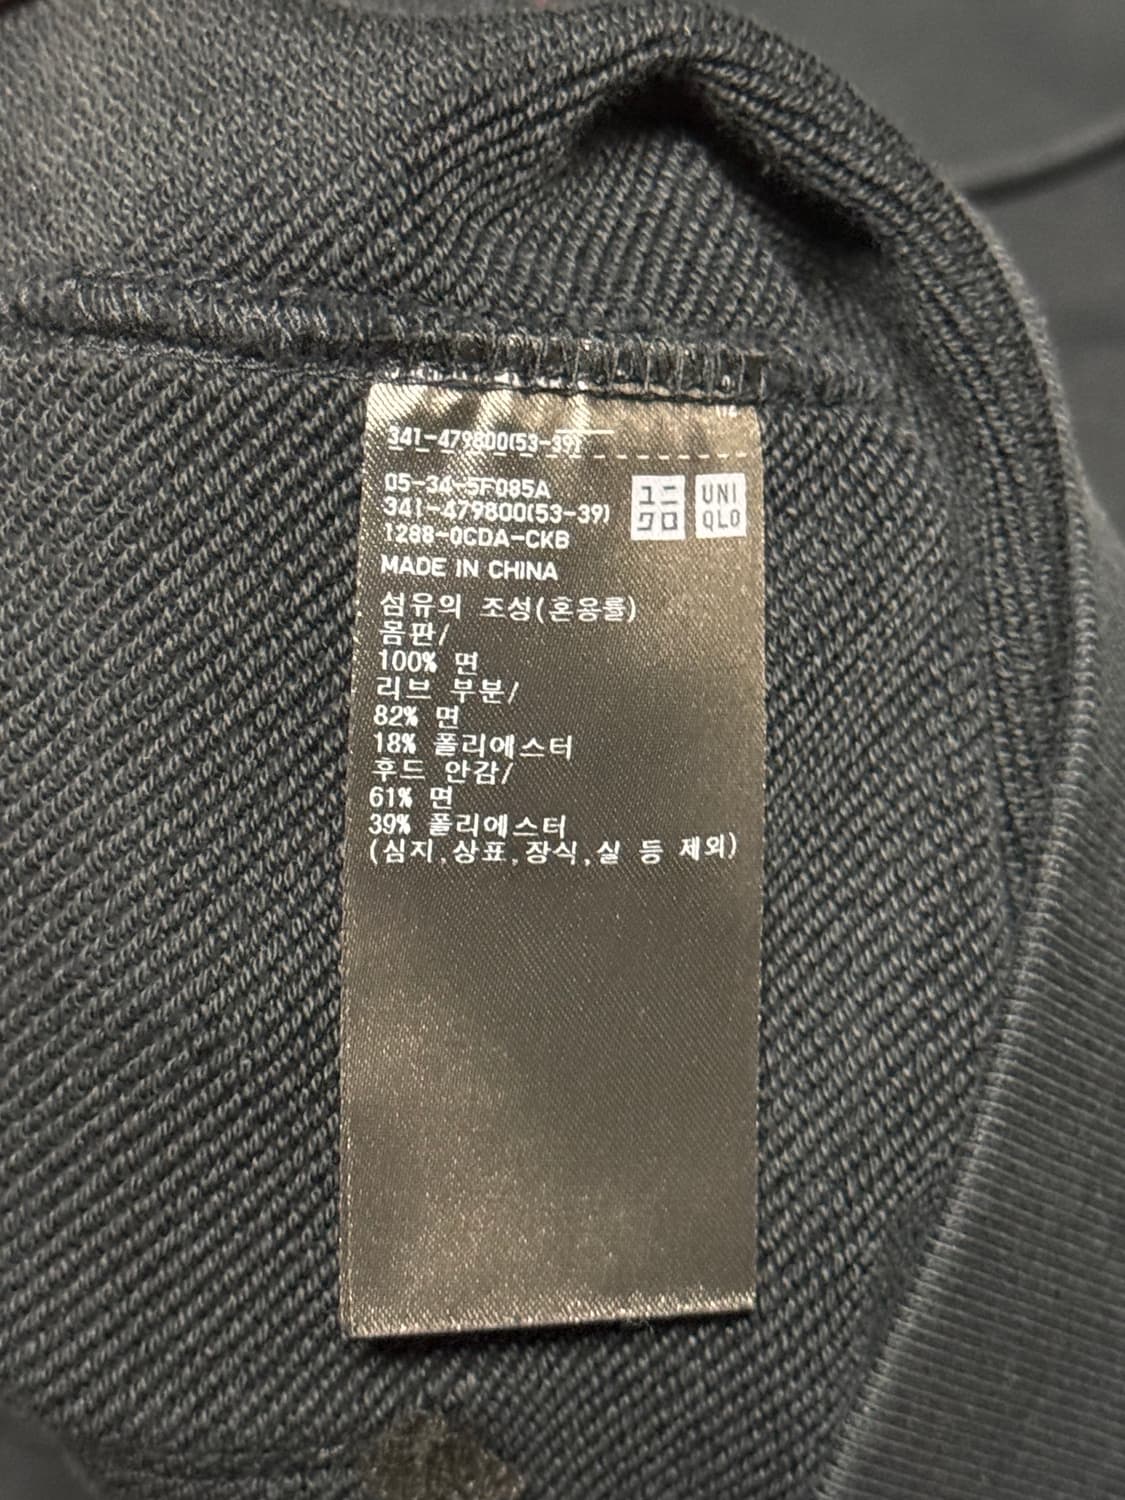 341-479800(53-39)
05-34-5F085A
341-479800(53-39)
1288-0CDA-CKB
ユニ
クロ
UNI
QLO
MADE IN CHINA
섬유의 조성(혼용률)
몸판/
100% 면
리브 부분/
82% 면
18% 폴리에스터
후드 안감/
61% 면
39% 폴리에스터
(심지,상표,장식,실 등 제외)